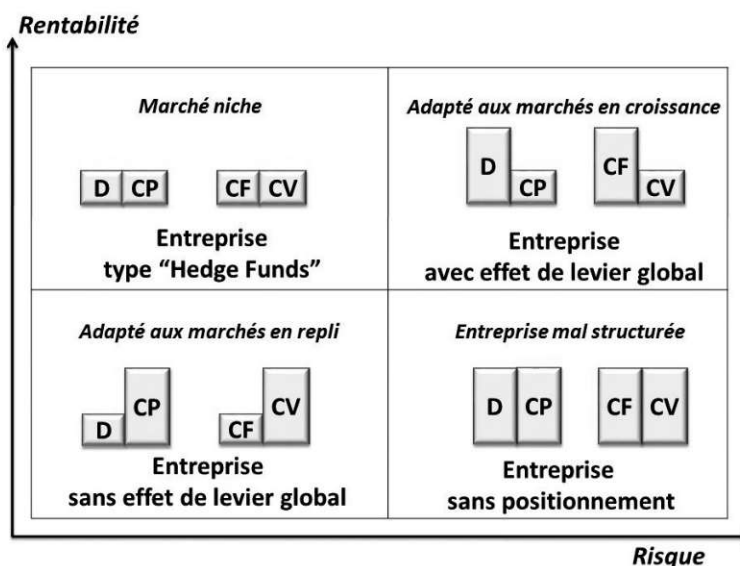 Rentabilité
Marché niche
D CP CF CV
Entreprise
type “Hedge Funds”
Adapté aux marchés en croissance
D CP CF CV
Entreprise
avec effet de levier global
Adapté aux marchés en repli
D CP CF CV
Entreprise
sans effet de levier global
Entreprise mal structurée
D CP CF CV
Entreprise
sans positionnement
Risque